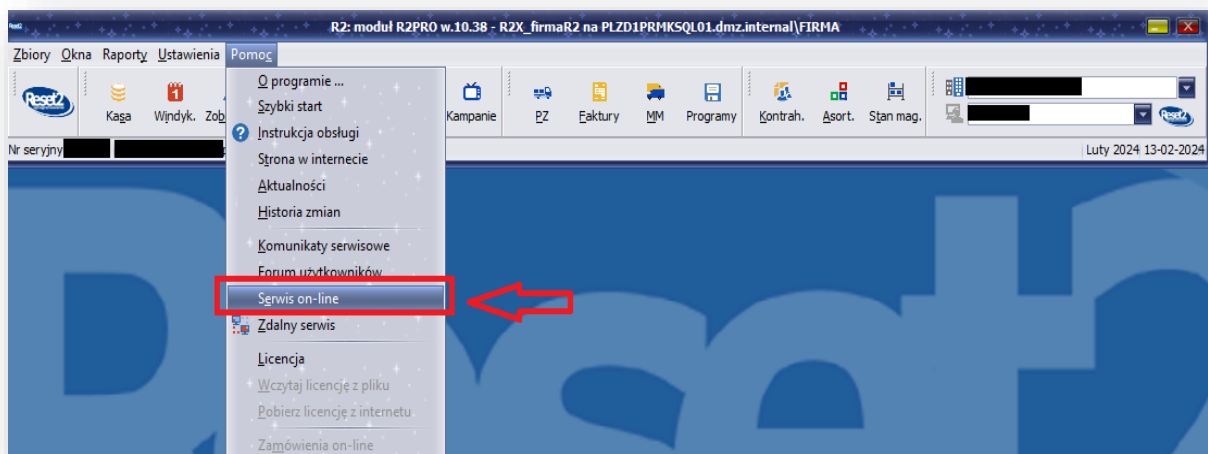 R2: moduł R2PRO w.10.38 - R2X_firmaR2 na PLZD1PRMKSQL01.dmz.internal\FIRMA
Zbiory Okna Raporty Ustawienia Pomoc
Reset2 Kasa Windyk. Zob Kampanie PZ Faktury MM Programy Kontrah. Asort. Stan mag. Reset2
Nr seryjny Luty 2024 13-02-2024
O programie ...
Szybki start
Instrukcja obsługi
Strona w internecie
Aktualności
Historia zmian
Komunikaty serwisowe
Forum użytkowników
Serwis on-line
Zdalny serwis
Licencja
Wczytaj licencję z pliku
Pobierz licencję z internetu
Zamówienia on-line